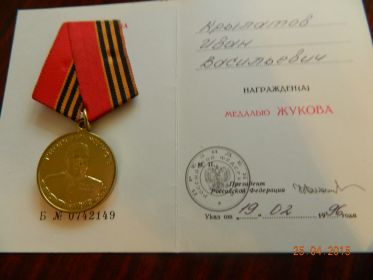 Крылатов
Иван
Васильевич
НАГРАЖДЕН(А)
МЕДАЛЬЮ ЖУКОВА
М. П.
Президент
Российской Федерации
Указ от 19 02 1996 года
Б № 0742149
25.04.2015